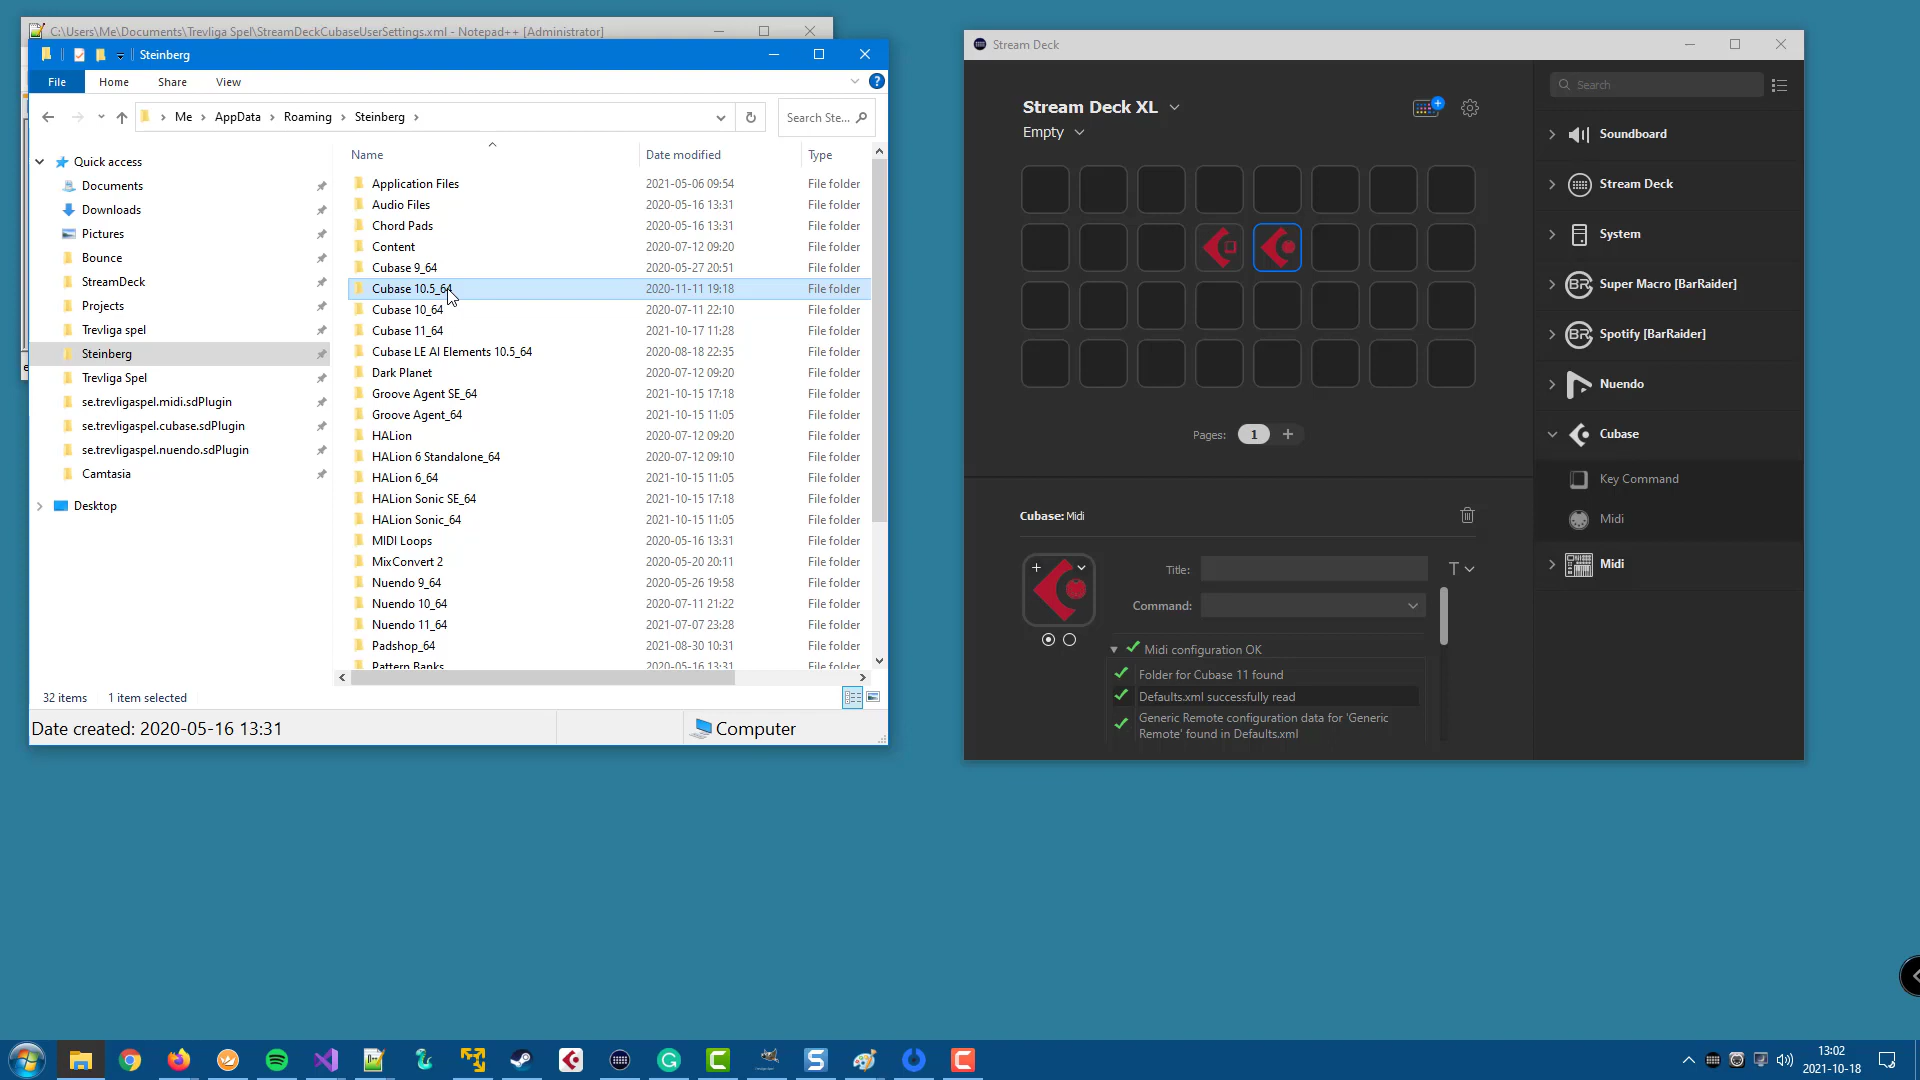 C:\Users\Me\Documents\Trevliga Spel\StreamDeckCubaseUserSettings.xml - Notepad++ [Administrator]
Steinberg
File Home Share View
Me AppData Roaming Steinberg
Search Ste...
Name Date modified Type
Quick access
Documents
Downloads
Pictures
Bounce
StreamDeck
Projects
Trevliga spel
Steinberg
Trevliga Spel
se.trevligaspel.midi.sdPlugin
se.trevligaspel.cubase.sdPlugin
se.trevligaspel.nuendo.sdPlugin
Camtasia
Desktop
Application Files 2021-05-06 09:54 File folder
Audio Files 2020-05-16 13:31 File folder
Chord Pads 2020-05-16 13:31 File folder
Content 2020-07-12 09:20 File folder
Cubase 9_64 2020-05-27 20:51 File folder
Cubase 10.5_64 2020-11-11 19:18 File folder
Cubase 10_64 2020-07-11 22:10 File folder
Cubase 11_64 2021-10-17 11:28 File folder
Cubase LE AI Elements 10.5_64 2020-08-18 22:35 File folder
Dark Planet 2020-07-12 09:20 File folder
Groove Agent SE_64 2021-10-15 17:18 File folder
Groove Agent_64 2021-10-15 11:05 File folder
HALion 2020-07-12 09:20 File folder
HALion 6 Standalone_64 2020-07-12 09:10 File folder
HALion 6_64 2021-10-15 11:05 File folder
HALion Sonic SE_64 2021-10-15 17:18 File folder
HALion Sonic_64 2021-10-15 11:05 File folder
MIDI Loops 2020-05-16 13:31 File folder
MixConvert 2 2020-05-20 20:11 File folder
Nuendo 9_64 2020-05-26 19:58 File folder
Nuendo 10_64 2020-07-11 21:22 File folder
Nuendo 11_64 2021-07-07 23:28 File folder
Padshop_64 2021-08-30 10:31 File folder
Pattern Banks 2020-05-16 13:31 File folder
32 items 1 item selected
Date created: 2020-05-16 13:31
Computer
Stream Deck
Stream Deck XL
Empty
Pages: 1 +
Cubase: Midi
Title:
T
Command:
Midi configuration OK
Folder for Cubase 11 found
Defaults.xml successfully read
Generic Remote configuration data for 'Generic
Remote' found in Defaults.xml
Search
Soundboard
Stream Deck
System
BR Super Macro [BarRaider]
BR Spotify [BarRaider]
Nuendo
Cubase
Key Command
Midi
Midi
13:02
2021-10-18